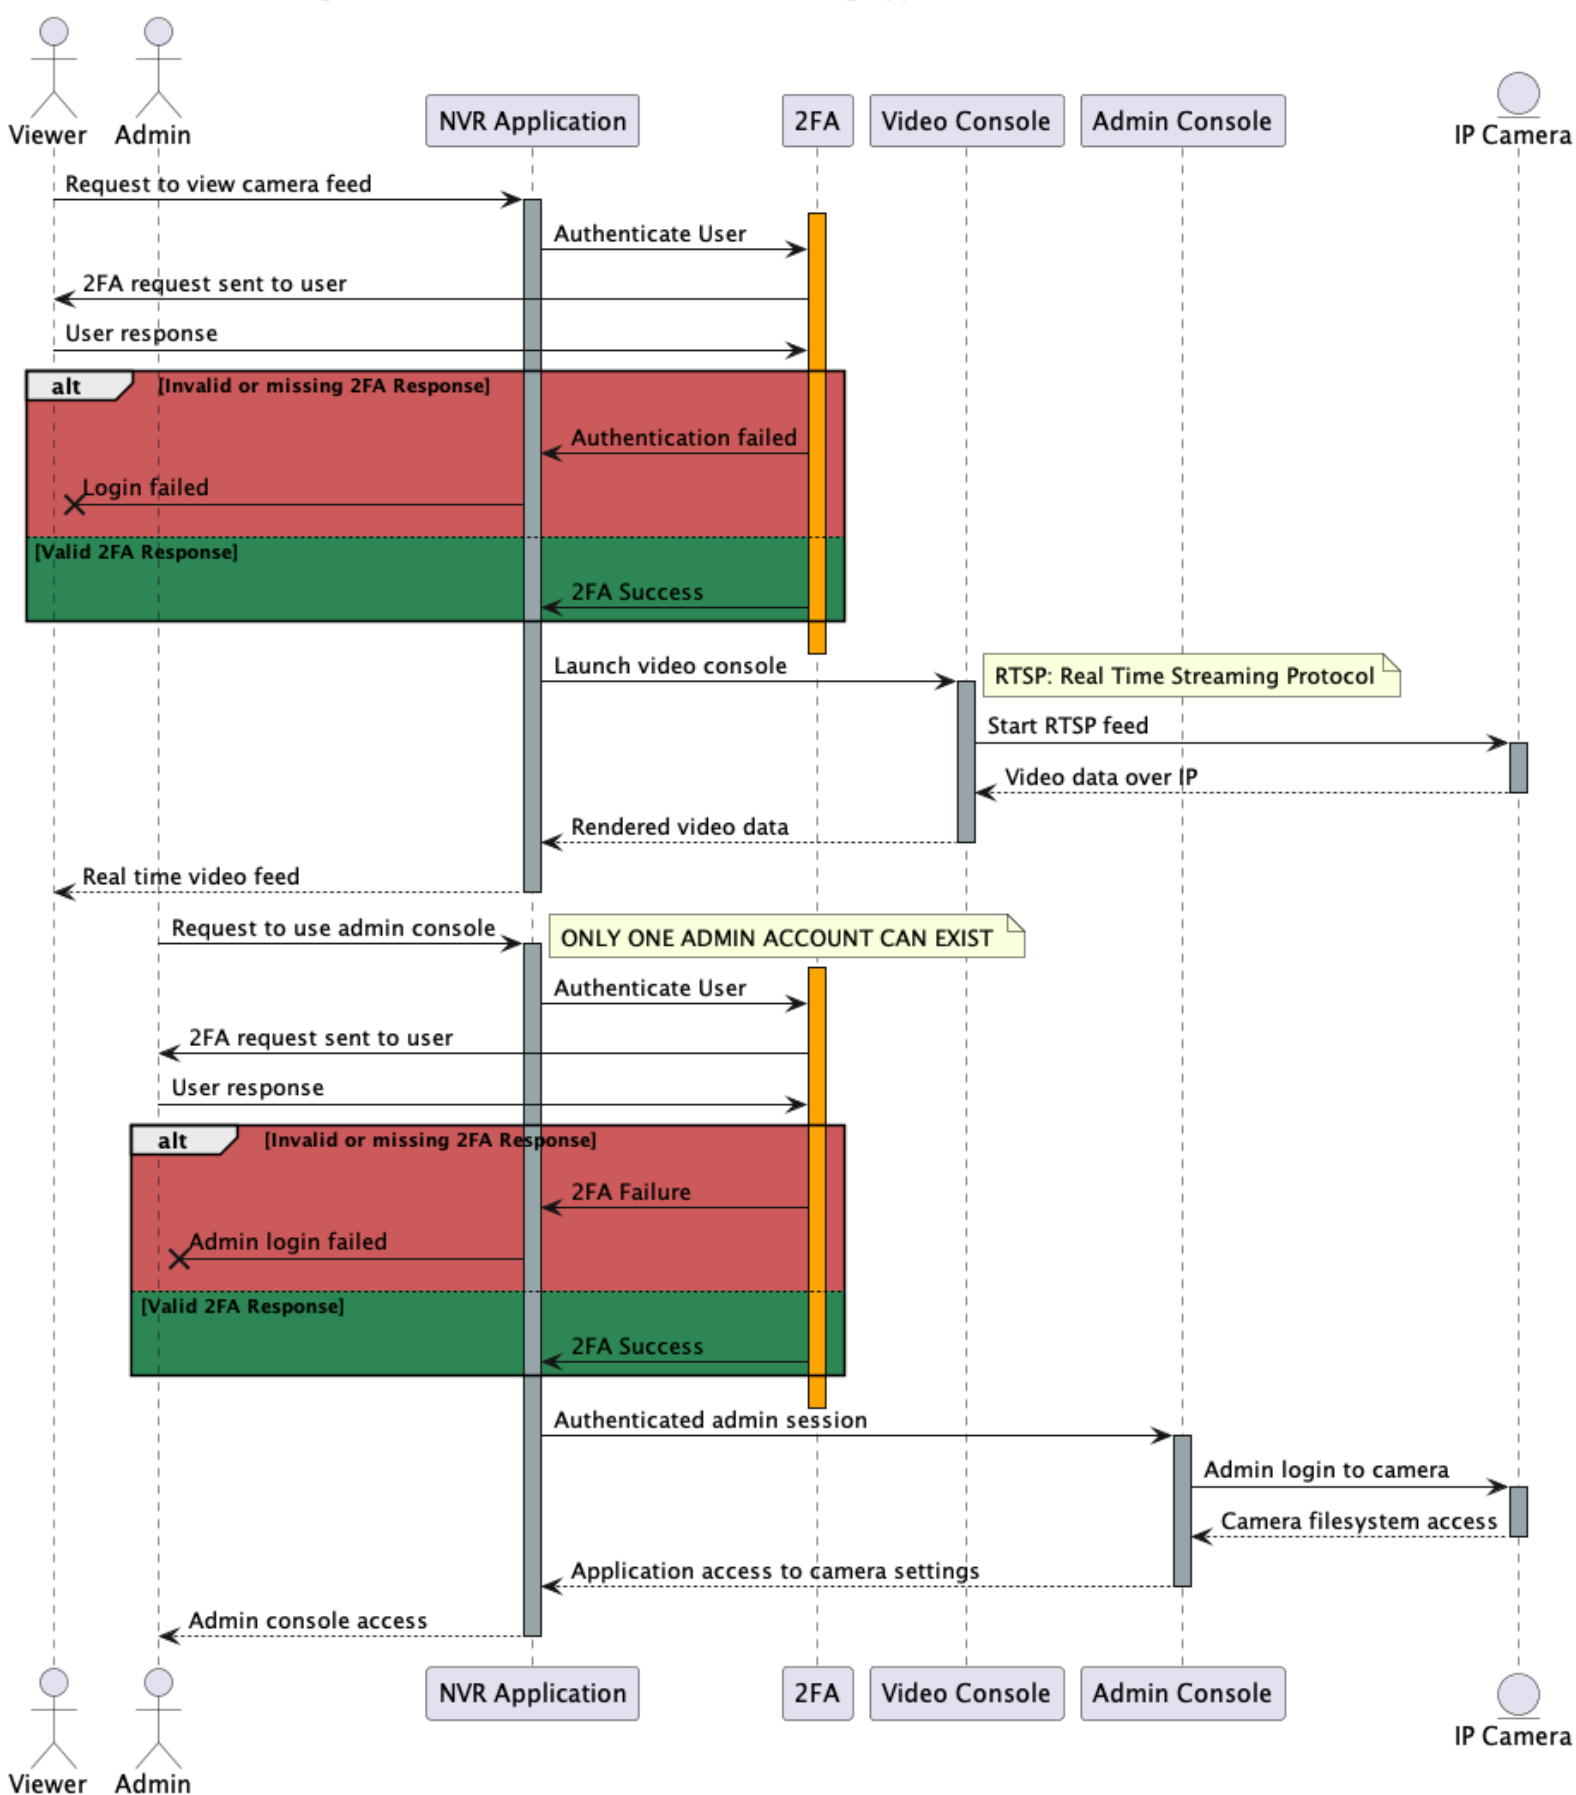 Viewer
Admin
NVR Application
2FA
Video Console
Admin Console
IP Camera
Request to view camera feed
Authenticate User
2FA request sent to user
User response
alt
[Invalid or missing 2FA Response]
Authentication failed
Login failed
[Valid 2FA Response]
2FA Success
Launch video console
RTSP: Real Time Streaming Protocol
Start RTSP feed
Video data over IP
Rendered video data
Real time video feed
Request to use admin console
ONLY ONE ADMIN ACCOUNT CAN EXIST
Authenticate User
2FA request sent to user
User response
alt
[Invalid or missing 2FA Response]
2FA Failure
Admin login failed
[Valid 2FA Response]
2FA Success
Authenticated admin session
Admin login to camera
Camera filesystem access
Application access to camera settings
Admin console access
NVR Application
2FA
Video Console
Admin Console
IP Camera
Viewer
Admin